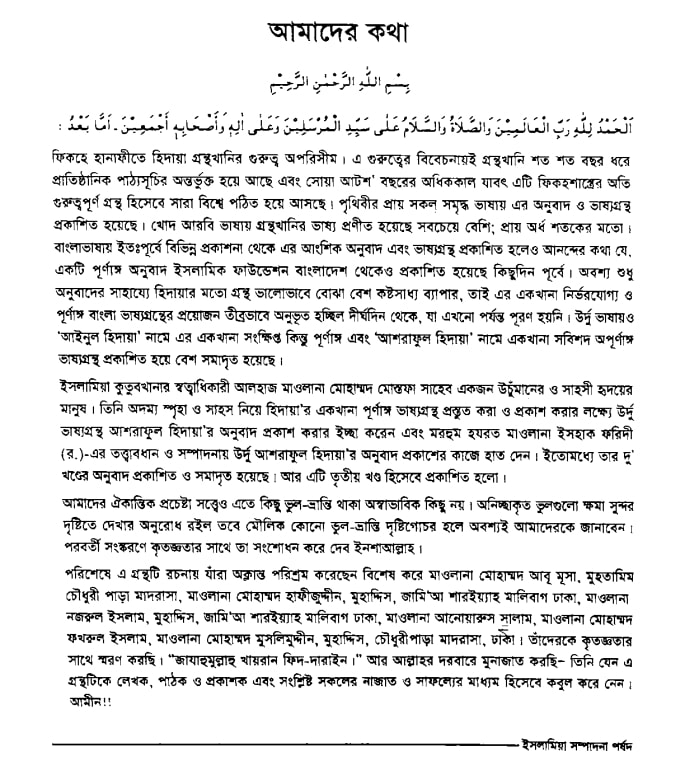 আমাদের কথা
بِسْمِ اللهِ الرَّحْمٰنِ الرَّحِيْمِ
اَلْحَمْدُ لِلّٰهِ رَبِّ الْعَالَمِيْنَ وَالصَّلَاةُ وَالسَّلَامُ عَلٰى سَيِّدِ الْمُرْسَلِيْنَ وَعَلٰى اٰلِهٖ وَأَصْحَابِهٖ أَجْمَعِيْنَ ـ اَمَّا بَعْدُ :
ফিকহে হানাফীতে হিদায়া গ্রন্থখানির গুরুত্ব অপরিসীম। এ গুরুত্বের বিবেচনায়ই গ্রন্থখানি শত শত বছর ধরে
প্রাতিষ্ঠানিক পাঠ্যসূচির অন্তর্ভুক্ত হয়ে আছে এবং সোয়া আটশ' বছরের অধিককাল যাবৎ এটি ফিকহশাস্ত্রের অতি
গুরুত্বপূর্ণ গ্রন্থ হিসেবে সারা বিশ্বে পঠিত হয়ে আসছে। পৃথিবীর প্রায় সকল সমৃদ্ধ ভাষায় এর অনুবাদ ও ভাষ্যগ্রন্থ
প্রকাশিত হয়েছে। খোদ আরবি ভাষায় গ্রন্থখানির ভাষ্য প্রণীত হয়েছে সবচেয়ে বেশি; প্রায় অর্ধ শতকের মতো।
বাংলাভাষায় ইতঃপূর্বে বিভিন্ন প্রকাশনা থেকে এর আংশিক অনুবাদ এবং ভাষ্যগ্রন্থ প্রকাশিত হলেও আনন্দের কথা যে,
একটি পূর্ণাঙ্গ অনুবাদ ইসলামিক ফাউন্ডেশন বাংলাদেশ থেকেও প্রকাশিত হয়েছে কিছুদিন পূর্বে। অবশ্য শুধু
অনুবাদের সাহায্যে হিদায়ার মতো গ্রন্থ ভালোভাবে বোঝা বেশ কষ্টসাধ্য ব্যাপার, তাই এর একখানা নির্ভরযোগ্য ও
পূর্ণাঙ্গ বাংলা ভাষ্যগ্রন্থের প্রয়োজন তীব্রভাবে অনুভূত হচ্ছিল দীর্ঘদিন থেকে, যা এখনো পর্যন্ত পূরণ হয়নি। উর্দু ভাষায়ও
'আইনুল হিদায়া' নামে এর একখানা সংক্ষিপ্ত কিন্তু পূর্ণাঙ্গ এবং 'আশরাফুল হিদায়া' নামে একখানা সবিশদ অপূর্ণাঙ্গ
ভাষ্যগ্রন্থ প্রকাশিত হয়ে বেশ সমাদৃত হয়েছে।
ইসলামিয়া কুতুবখানার স্বত্বাধিকারী আলহাজ মাওলানা মোহাম্মদ মোস্তফা সাহেব একজন উচুঁমানের ও সাহসী হৃদয়ের
মানুষ। তিনি অদম্য স্পৃহা ও সাহস নিয়ে হিদায়া'র একখানা পূর্ণাঙ্গ ভাষ্যগ্রন্থ প্রস্তুত করা ও প্রকাশ করার লক্ষ্যে উর্দু
ভাষ্যগ্রন্থ আশরাফুল হিদায়া'র অনুবাদ প্রকাশ করার ইচ্ছা করেন এবং মরহুম হযরত মাওলানা ইসহাক ফরিদী
(র.)-এর তত্ত্বাবধান ও সম্পাদনায় উর্দু আশরাফুল হিদায়া'র অনুবাদ প্রকাশের কাজে হাত দেন। ইতোমধ্যে তার দু'
খণ্ডের অনুবাদ প্রকাশিত ও সমাদৃত হয়েছে। আর এটি তৃতীয় খণ্ড হিসেবে প্রকাশিত হলো।
আমাদের ঐকান্তিক প্রচেষ্টা সত্ত্বেও এতে কিছু ভুল-ভ্রান্তি থাকা অস্বাভাবিক কিছু নয়। অনিচ্ছাকৃত ভুলগুলো ক্ষমা সুন্দর
দৃষ্টিতে দেখার অনুরোধ রইল তবে মৌলিক কোনো ভুল-ভ্রান্তি দৃষ্টিগোচর হলে অবশ্যই আমাদেরকে জানাবেন।
পরবর্তী সংস্করণে কৃতজ্ঞতার সাথে তা সংশোধন করে দেব ইনশাআল্লাহ।
পরিশেষে এ গ্রন্থটি রচনায় যাঁরা অক্লান্ত পরিশ্রম করেছেন বিশেষ করে মাওলানা মোহাম্মদ আবূ মূসা, মুহতামিম
চৌধুরী পাড়া মাদরাসা, মাওলানা মোহাম্মদ হাফীজুদ্দীন, মুহাদ্দিস, জামি'আ শারইয়্যাহ মালিবাগ ঢাকা, মাওলানা
নজরুল ইসলাম, মুহাদ্দিস, জামি'আ শারইয়্যাহ মালিবাগ ঢাকা, মাওলানা আনোয়ারুস সালাম, মাওলানা মোহাম্মদ
ফখরুল ইসলাম, মাওলানা মোহাম্মদ মুসলিমুদ্দীন, মুহাদ্দিস, চৌধুরীপাড়া মাদরাসা, ঢাকা। তাঁদেরকে কৃতজ্ঞতার
সাথে স্মরণ করছি। "জাযাহুমুল্লাহু খায়রান ফিদ-দারাইন।" আর আল্লাহর দরবারে মুনাজাত করছি- তিনি যেন এ
গ্রন্থটিকে লেখক, পাঠক ও প্রকাশক এবং সংশ্লিষ্ট সকলের নাজাত ও সাফল্যের মাধ্যম হিসেবে কবুল করে নেন।
আমীন!!
ইসলামিয়া সম্পাদনা পর্ষদ